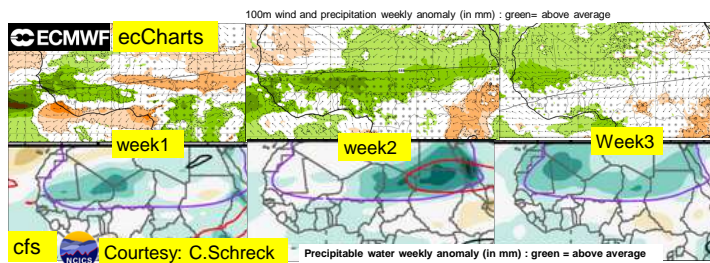 100m wind and precipitation weekly anomaly (in mm) : green= above average
ECMWF ecCharts
week1
week2
Week3
cfs
NCICS
Courtesy: C.Schreck
Precipitable water weekly anomaly (in mm) : green = above average